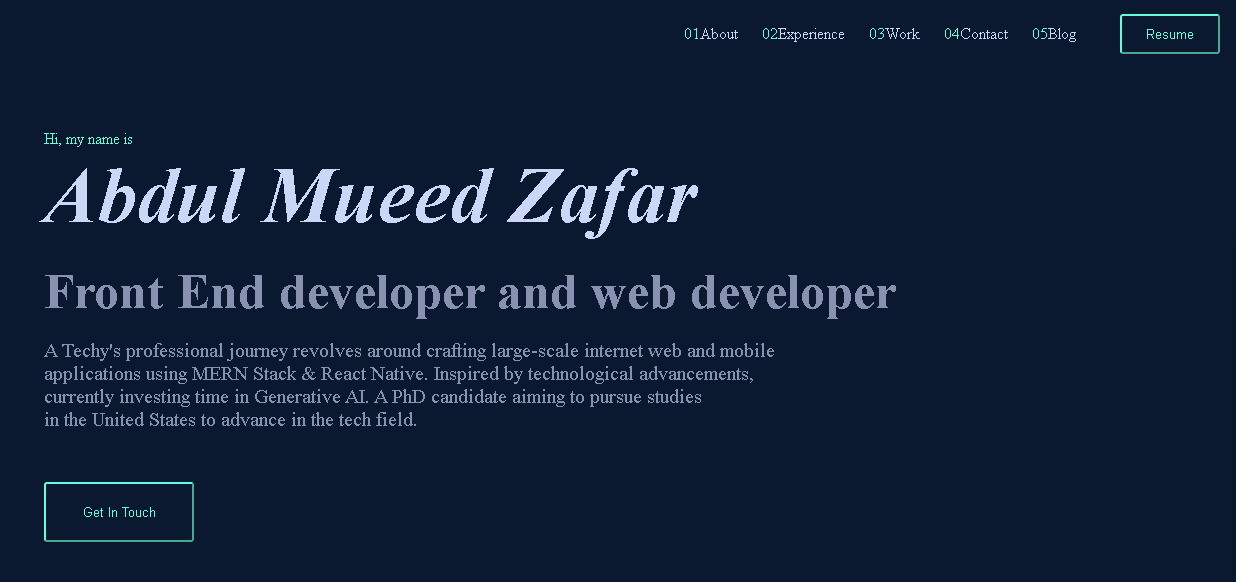 01About 02Experience 03Work 04Contact 05Blog Resume
Hi, my name is
Abdul Mueed Zafar
Front End developer and web developer
A Techy's professional journey revolves around crafting large-scale internet web and mobile
applications using MERN Stack & React Native. Inspired by technological advancements,
currently investing time in Generative AI. A PhD candidate aiming to pursue studies
in the United States to advance in the tech field.
Get In Touch